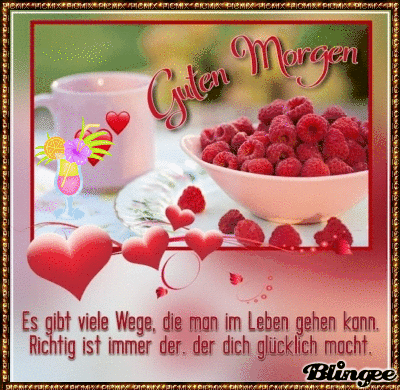 Guten Morgen
Es gibt viele Wege, die man im Leben gehen kann.
Richtig ist immer der. der dich glücklich macht.
Blingee